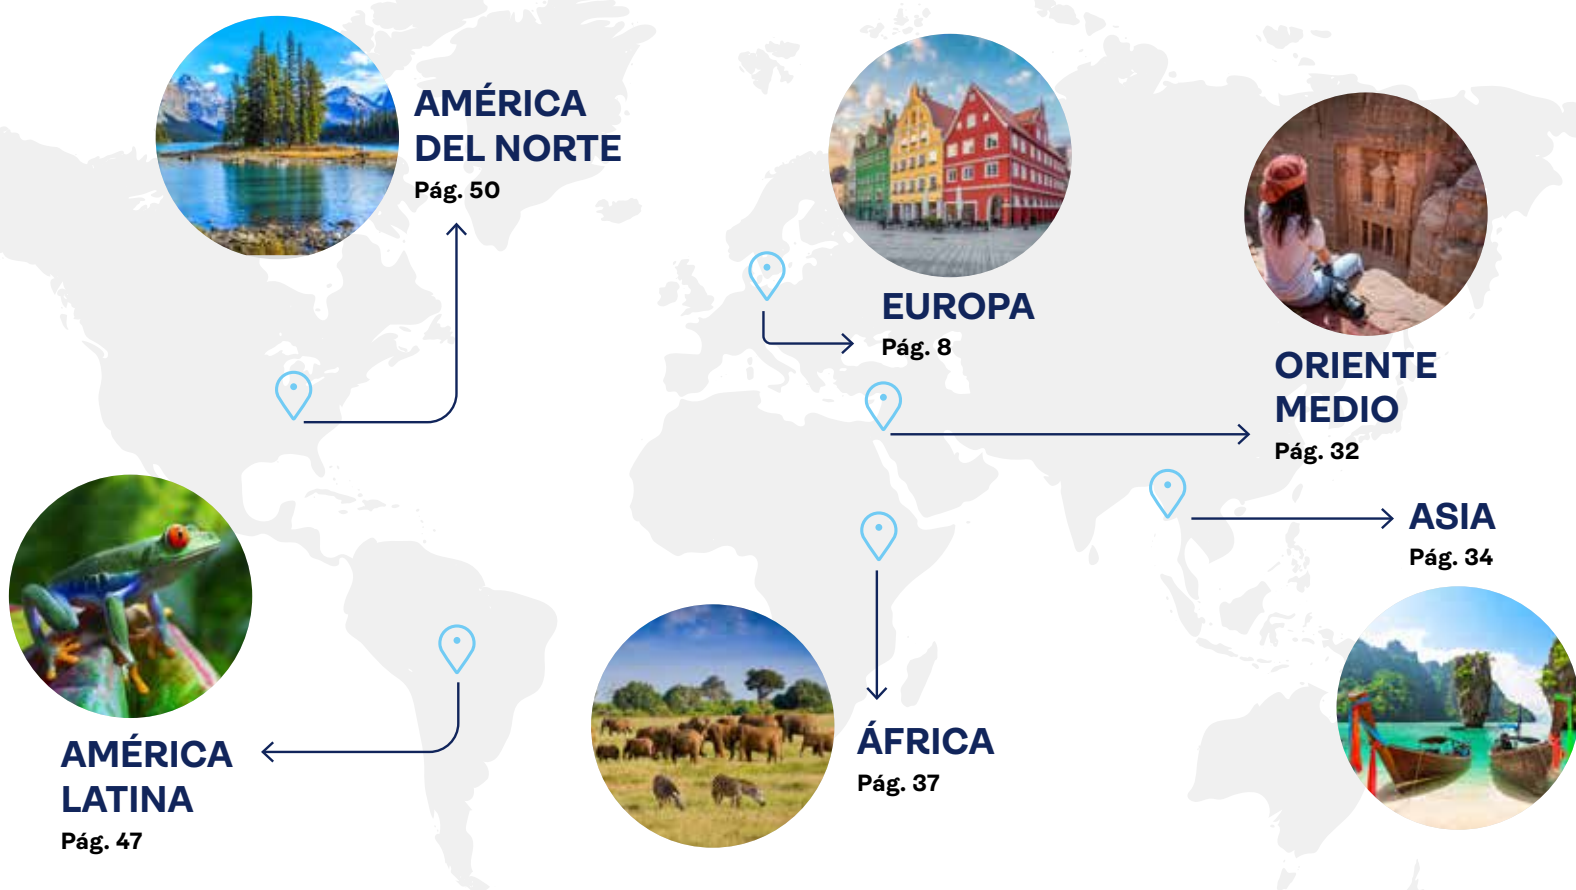 AMÉRICA
DEL NORTE
Pág. 50
EUROPA
Pág. 8
ORIENTE
MEDIO
Pág. 32
ASIA
Pág. 34
ÁFRICA
Pág. 37
AMÉRICA
LATINA
Pág. 47